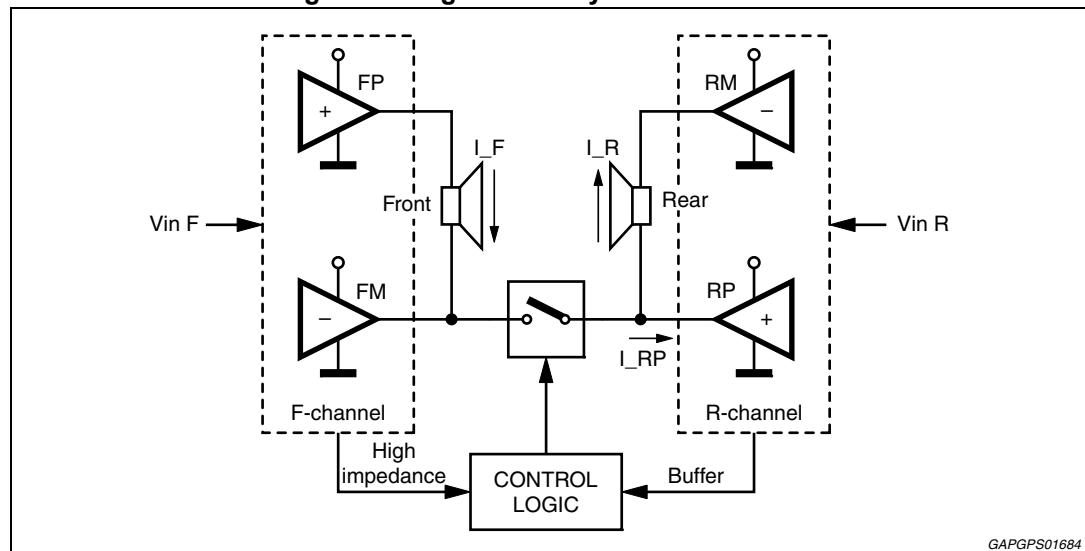 FP
RM
+
−
I_F
I_R
Front
Rear
Vin F
Vin R
FM
RP
−
+
I_RP
F-channel
R-channel
High
impedance
Buffer
CONTROL
LOGIC
GAPGPS01684